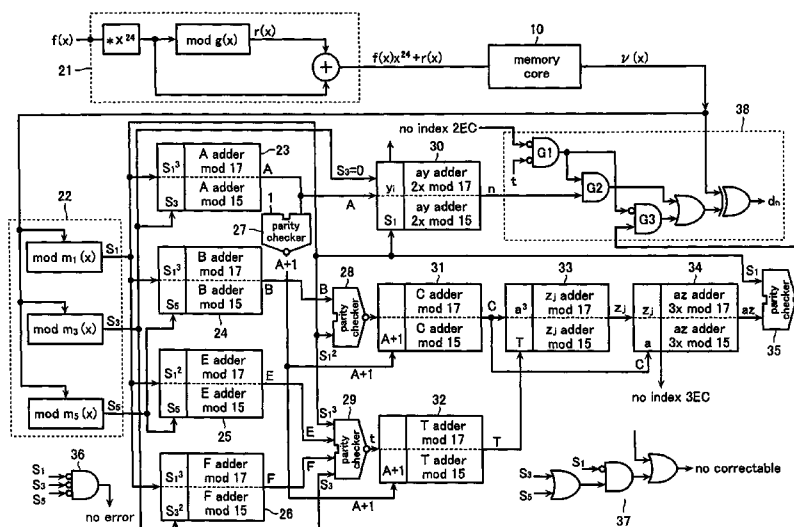 f(x)
*x²⁴
mod g(x)
r(x)
+
21
f(x)x²⁴+r(x)
10
memory core
ν(x)
no index 2EC
38
G1
t
G2
G3
dn
22
mod m₁(x)
S₁
mod m₃(x)
S₃
mod m₅(x)
S₅
23
S₁³
S₃
A adder mod 17
A adder mod 15
A
1
27
parity checker
A+1
30
S₃=0
A
yi
S₁
ay adder 2x mod 17
ay adder 2x mod 15
n
S₁³
S₅
B adder mod 17
B adder mod 15
B
24
28
B
parity checker
S₁²
31
A+1
C adder mod 17
C adder mod 15
C
A+1
33
a³
T
zj adder mod 17
zj adder mod 15
zj
34
zj
a
az adder 3x mod 17
az adder 3x mod 15
az
C
S₁
parity checker
35
no index 3EC
S₁²
S₅
E adder mod 17
E adder mod 15
E
25
29
S₁³
E
F
S₃
parity checker
t
32
A+1
T adder mod 17
T adder mod 15
T
A+1
S₁³
S₃²
F adder mod 17
F adder mod 15
F
26
36
S₁
S₃
S₅
no error
S₃
S₅
S₁
37
no correctable